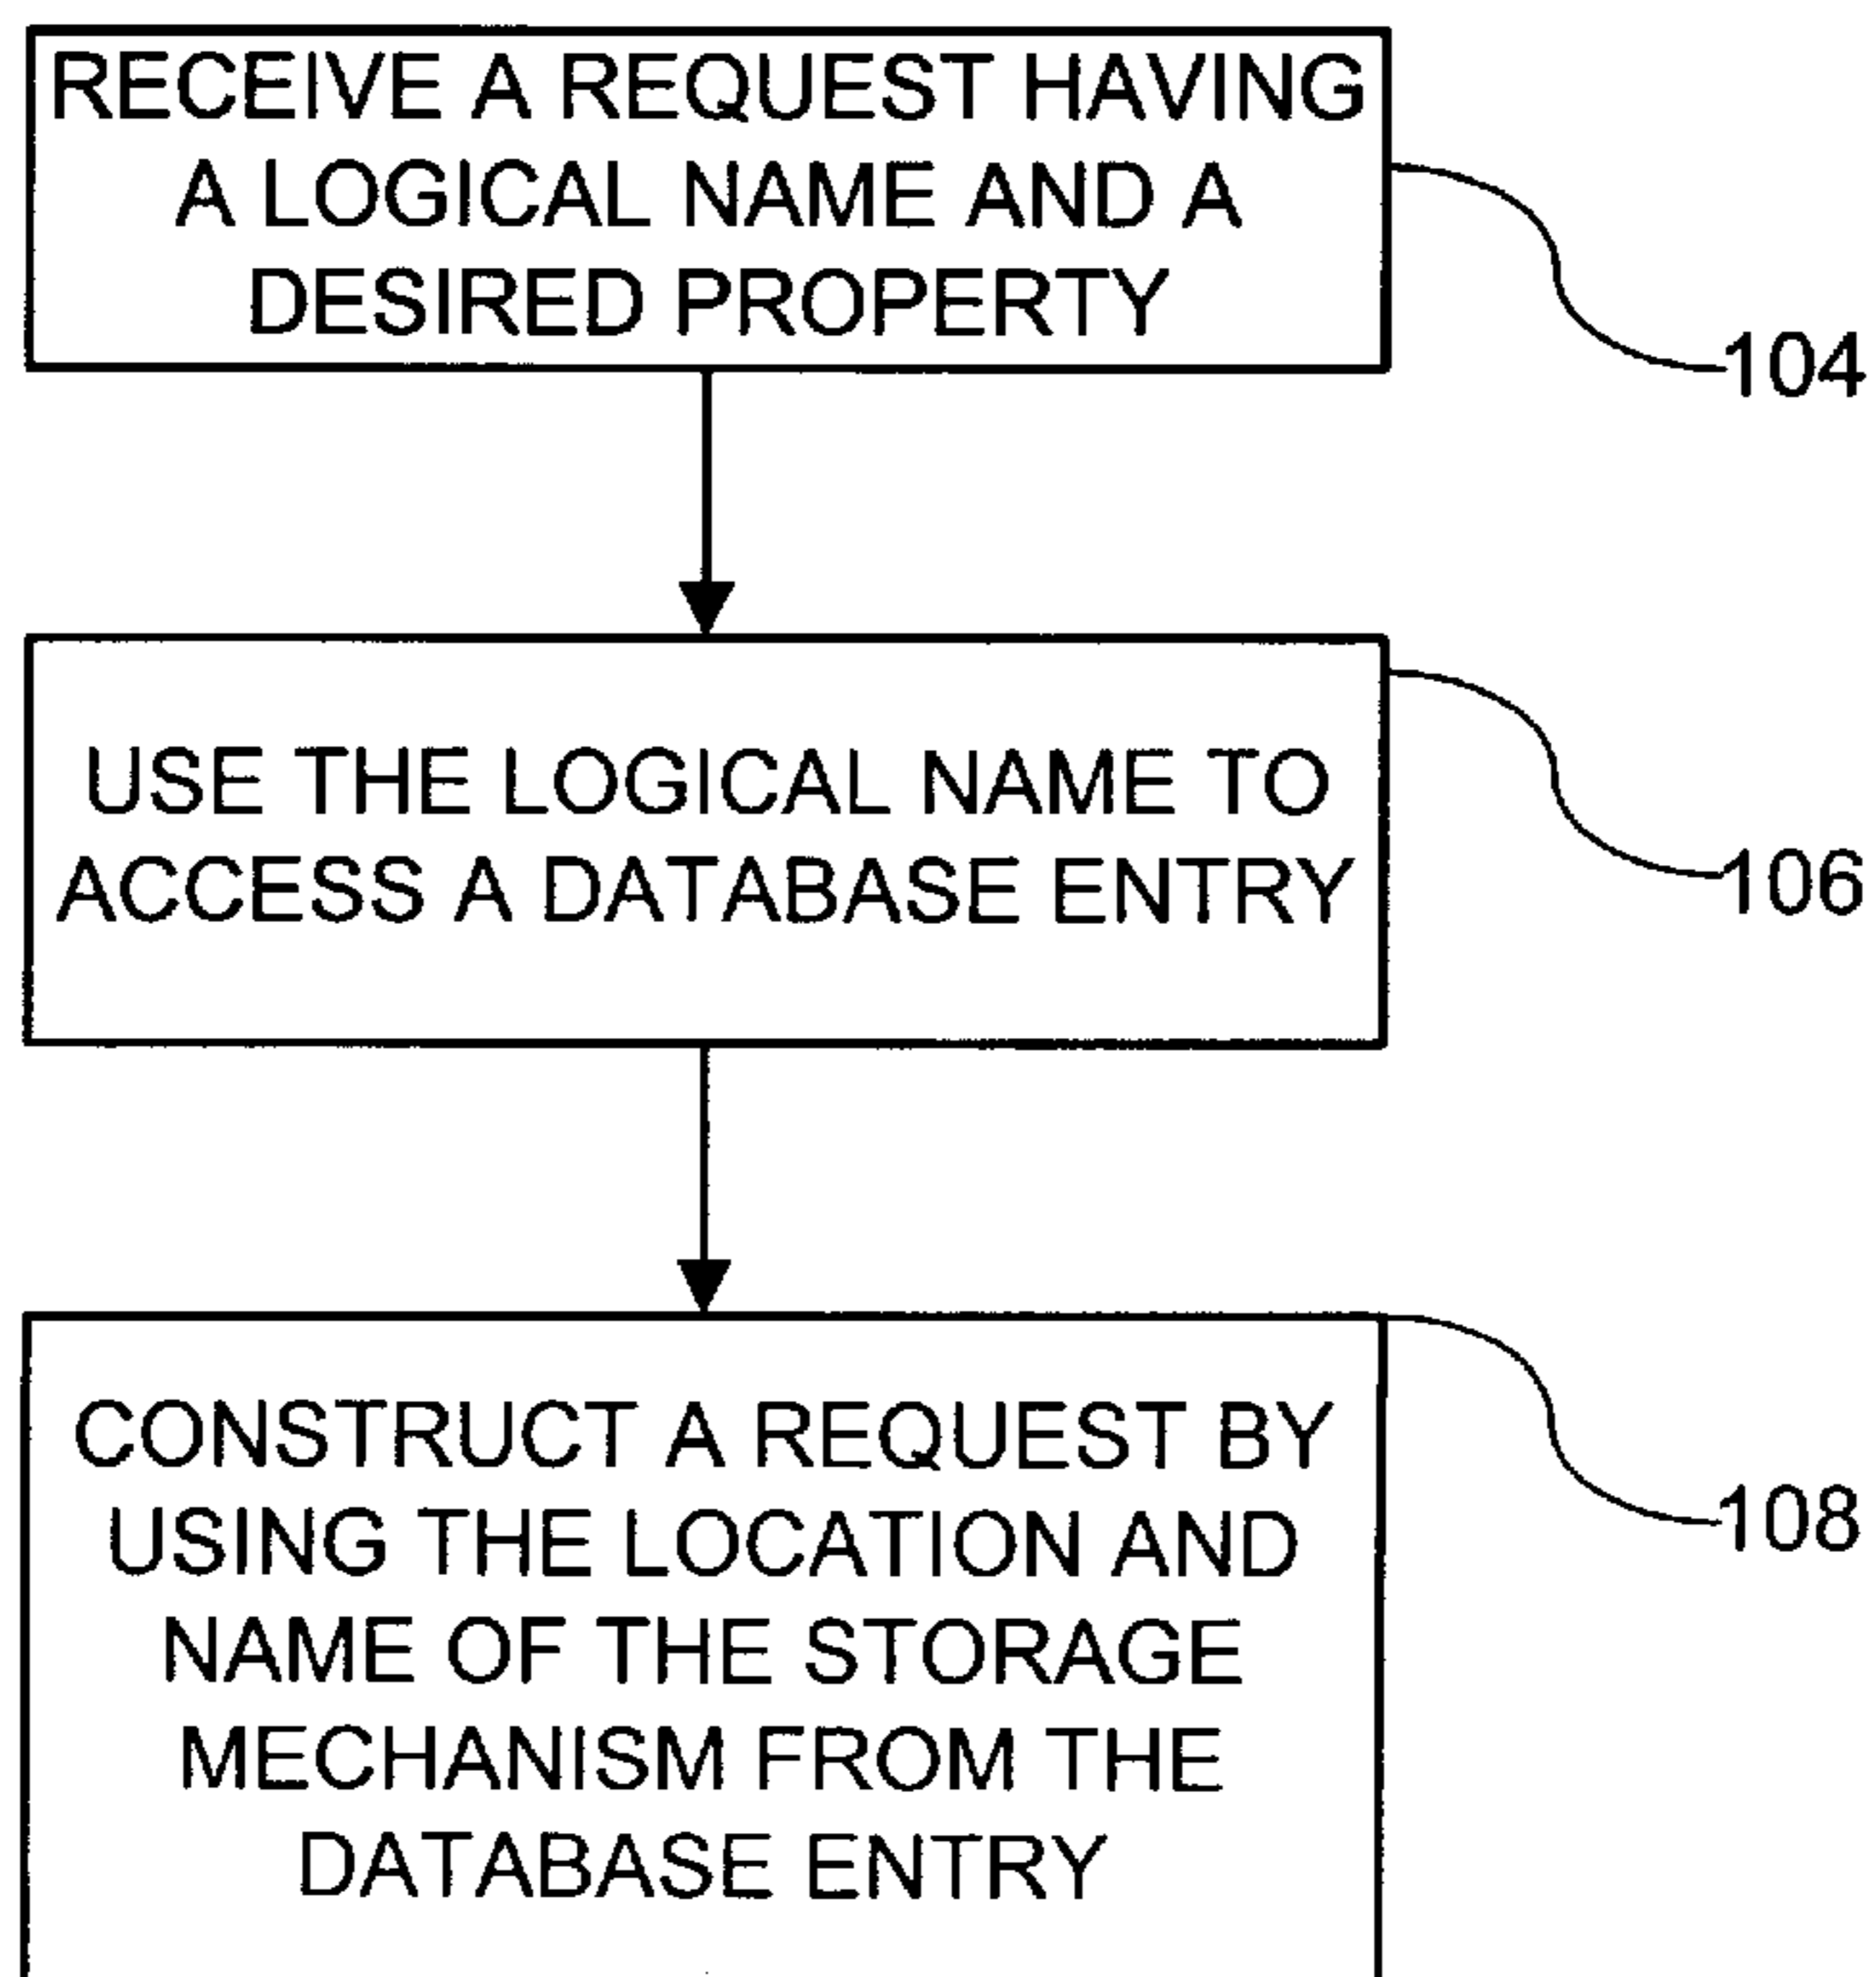 RECEIVE A REQUEST HAVING
A LOGICAL NAME AND A
DESIRED PROPERTY
104
USE THE LOGICAL NAME TO
ACCESS A DATABASE ENTRY
106
CONSTRUCT A REQUEST BY
USING THE LOCATION AND
NAME OF THE STORAGE
MECHANISM FROM THE
DATABASE ENTRY
108